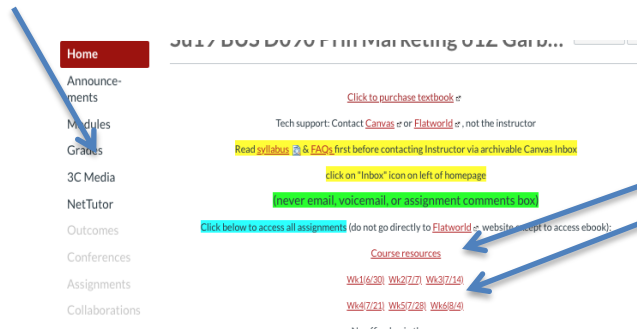 Su19 BUS D090 Prin Marketing 61Z Garb...
Home
Announce-
ments
Modules
Grades
3C Media
NetTutor
Outcomes
Conferences
Assignments
Collaborations
Click to purchase textbook
Tech support: Contact Canvas or Flatworld, not the instructor
Read syllabus & FAQs first before contacting Instructor via archivable Canvas Inbox
click on "Inbox" icon on left of homepage
(never email, voicemail, or assignment comments box)
Click below to access all assignments (do not go directly to Flatworld website except to access ebook):
Course resources
Wk1(6/30) Wk2(7/7) Wk3(7/14)
Wk4(7/21) Wk5(7/28) Wk6(8/4)